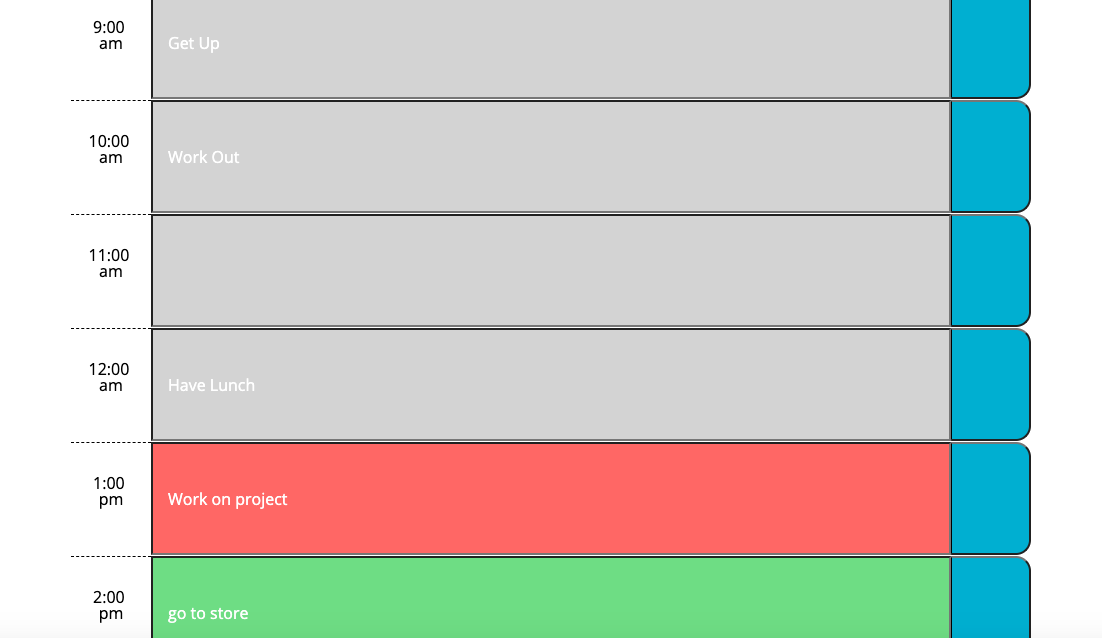 9:00
am
Get Up
10:00
am
Work Out
11:00
am
12:00
am
Have Lunch
1:00
pm
Work on project
2:00
pm
go to store